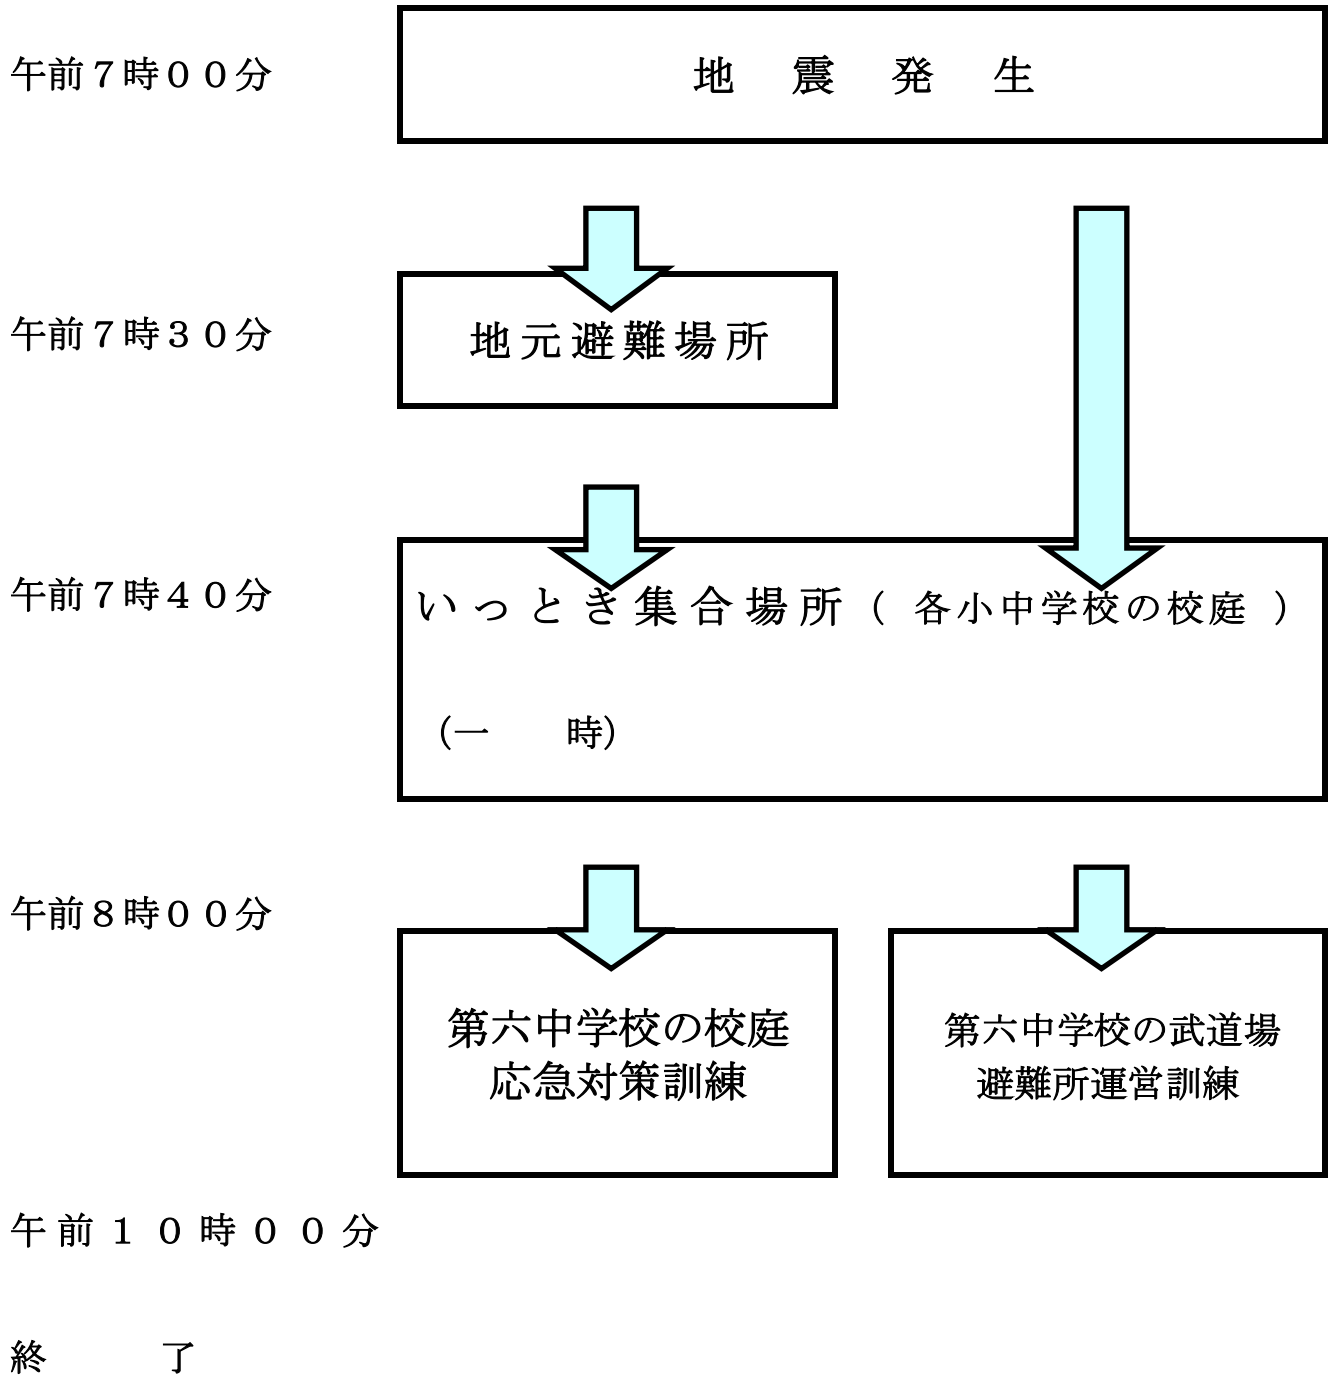 午前７時００分
地　震　発　生
午前７時３０分
地元避難場所
午前７時４０分
いっとき集合場所（ 各小中学校の校庭 ）
（一　　時）
午前８時００分
第六中学校の校庭
応急対策訓練
第六中学校の武道場
避難所運営訓練
午前１０時００分
終　　　了